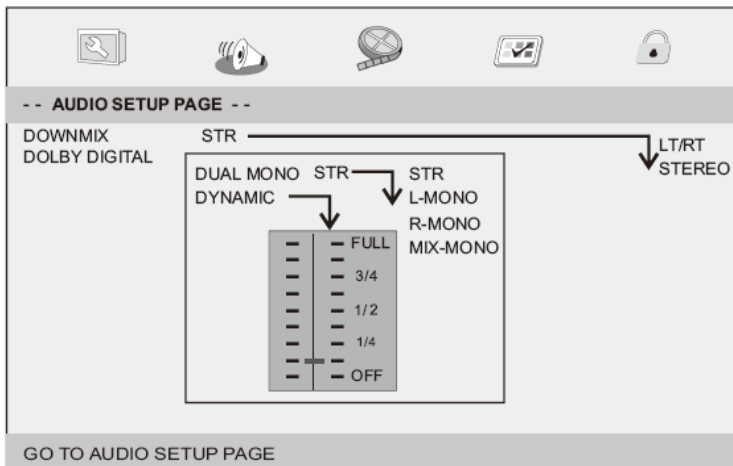 - - AUDIO SETUP PAGE - -
DOWNMIX STR LT/RT
DOLBY DIGITAL STEREO
DUAL MONO STR STR
DYNAMIC L-MONO
R-MONO
FULL MIX-MONO
3/4
1/2
1/4
OFF
GO TO AUDIO SETUP PAGE